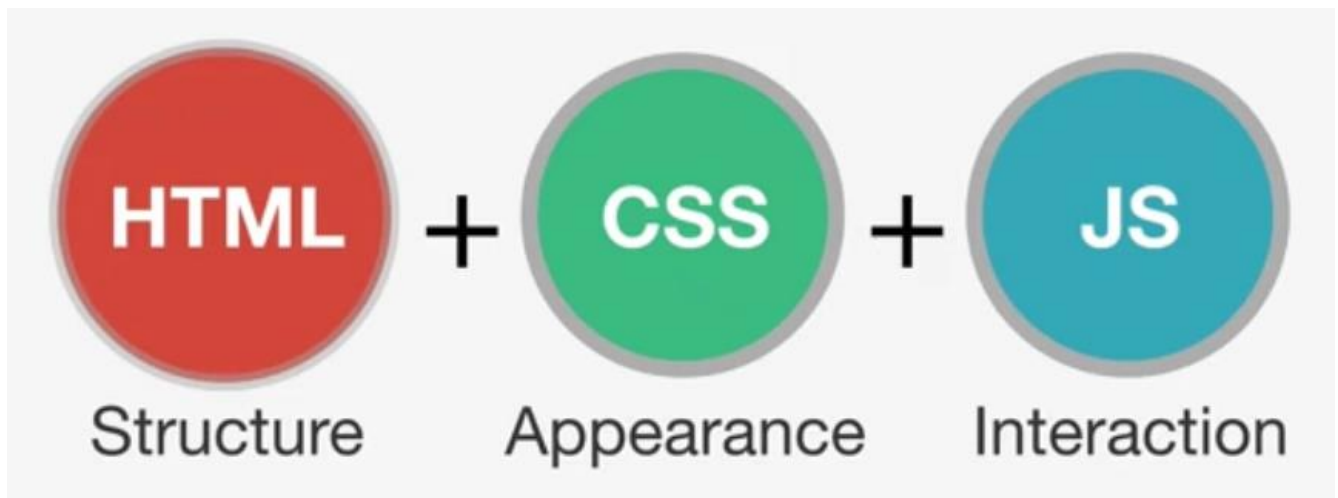 HTML + CSS + JS
Structure Appearance Interaction